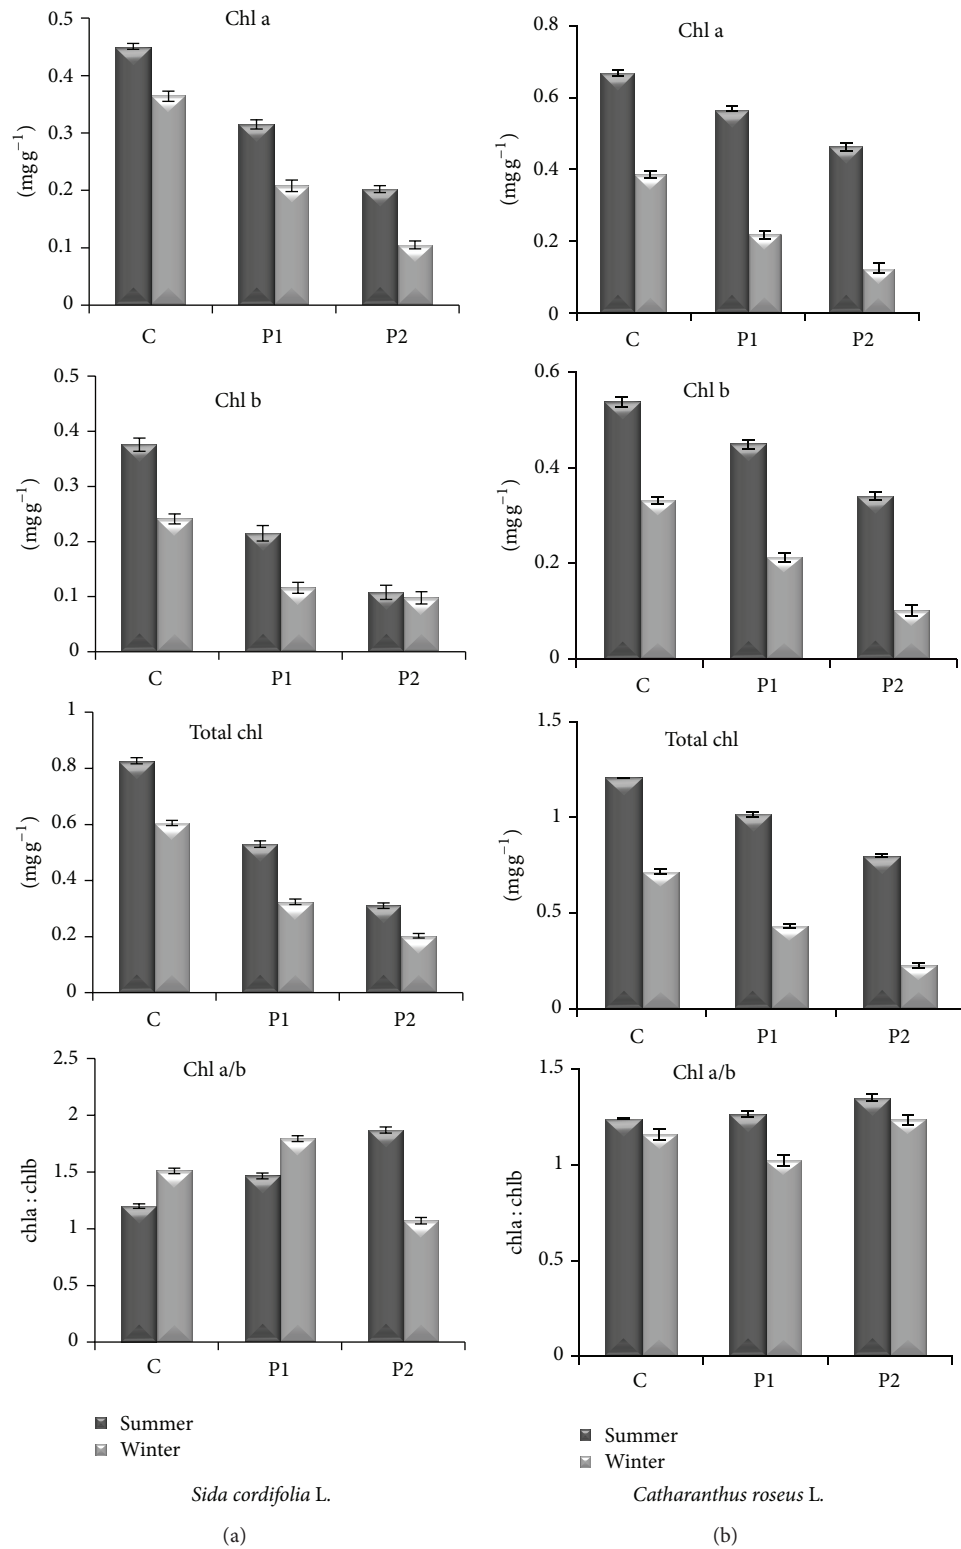 Chl a
0.5
0.4
0.3
0.2
0.1
0
(mg g⁻¹)
C P1 P2
Chl b
0.5
0.4
0.3
0.2
0.1
0
(mg g⁻¹)
C P1 P2
Total chl
1
0.8
0.6
0.4
0.2
0
(mg g⁻¹)
C P1 P2
Chl a/b
2.5
2
1.5
1
0.5
0
chla : chlb
C P1 P2
Summer
Winter
Sida cordifolia L.
(a)
Chl a
0.8
0.6
0.4
0.2
0
(mg g⁻¹)
C P1 P2
Chl b
0.6
0.4
0.2
0
(mg g⁻¹)
C P1 P2
Total chl
1.5
1
0.5
0
(mg g⁻¹)
C P1 P2
Chl a/b
1.5
1
0.5
0
chla : chlb
C P1 P2
Summer
Winter
Catharanthus roseus L.
(b)